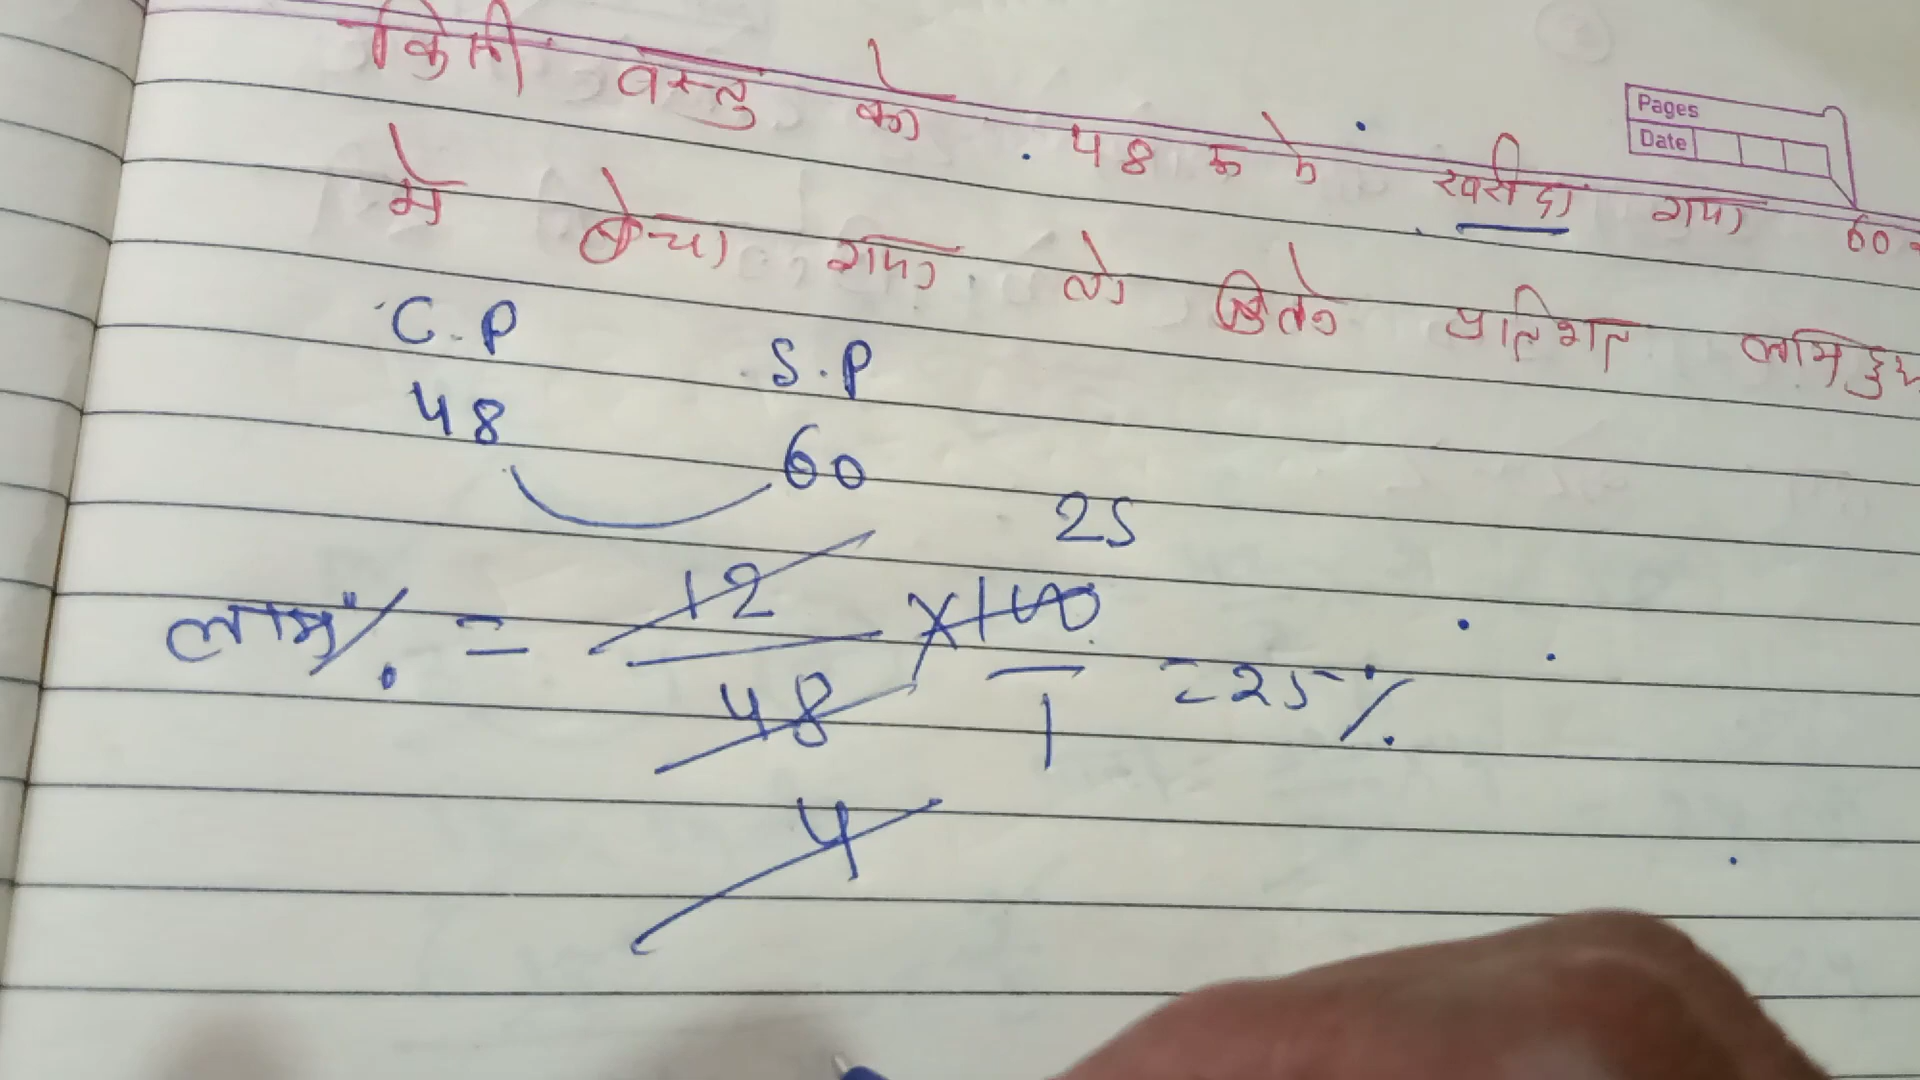 किसी वस्तु को 48 रू में खरीदा गया 60
Pages
Date
मे बेचा गया तो कितने प्रतिशत लाभ हुआ
C.P S.P
48 60
25
लाभ% = 12 ×100
48 1 = 25%
4